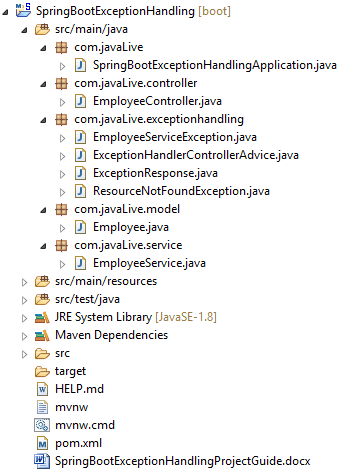 SpringBootExceptionHandling [boot]
src/main/java
com.javaLive
SpringBootExceptionHandlingApplication.java
com.javaLive.controller
EmployeeController.java
com.javaLive.exceptionhandling
EmployeeServiceException.java
ExceptionHandlerControllerAdvice.java
ExceptionResponse.java
ResourceNotFoundException.java
com.javaLive.model
Employee.java
com.javaLive.service
EmployeeService.java
src/main/resources
src/test/java
JRE System Library [JavaSE-1.8]
Maven Dependencies
src
target
HELP.md
mvnw
mvnw.cmd
pom.xml
SpringBootExceptionHandlingProjectGuide.docx